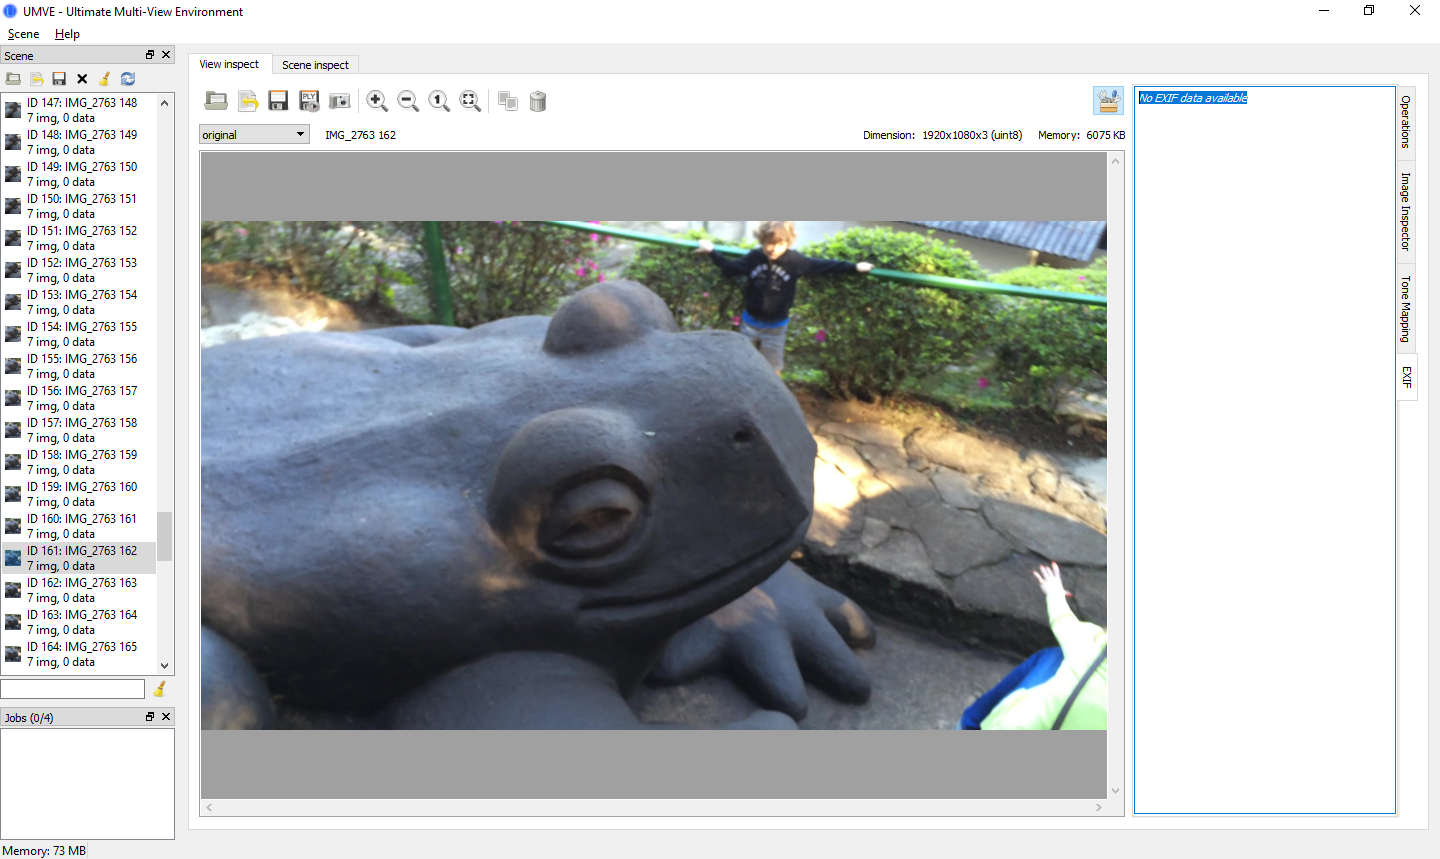 UMVE - Ultimate Multi-View Environment
Scene Help
Scene
ID 147: IMG_2763 148
7 img, 0 data
ID 148: IMG_2763 149
7 img, 0 data
ID 149: IMG_2763 150
7 img, 0 data
ID 150: IMG_2763 151
7 img, 0 data
ID 151: IMG_2763 152
7 img, 0 data
ID 152: IMG_2763 153
7 img, 0 data
ID 153: IMG_2763 154
7 img, 0 data
ID 154: IMG_2763 155
7 img, 0 data
ID 155: IMG_2763 156
7 img, 0 data
ID 156: IMG_2763 157
7 img, 0 data
ID 157: IMG_2763 158
7 img, 0 data
ID 158: IMG_2763 159
7 img, 0 data
ID 159: IMG_2763 160
7 img, 0 data
ID 160: IMG_2763 161
7 img, 0 data
ID 161: IMG_2763 162
7 img, 0 data
ID 162: IMG_2763 163
7 img, 0 data
ID 163: IMG_2763 164
7 img, 0 data
ID 164: IMG_2763 165
7 img, 0 data
Jobs (0/4)
Memory: 73 MB
View inspect Scene inspect
PLY
1
original IMG_2763 162 Dimension: 1920x1080x3 (uint8) Memory: 6075 KB
No EXIF data available
Operations
Image Inspector
Tone Mapping
EXIF